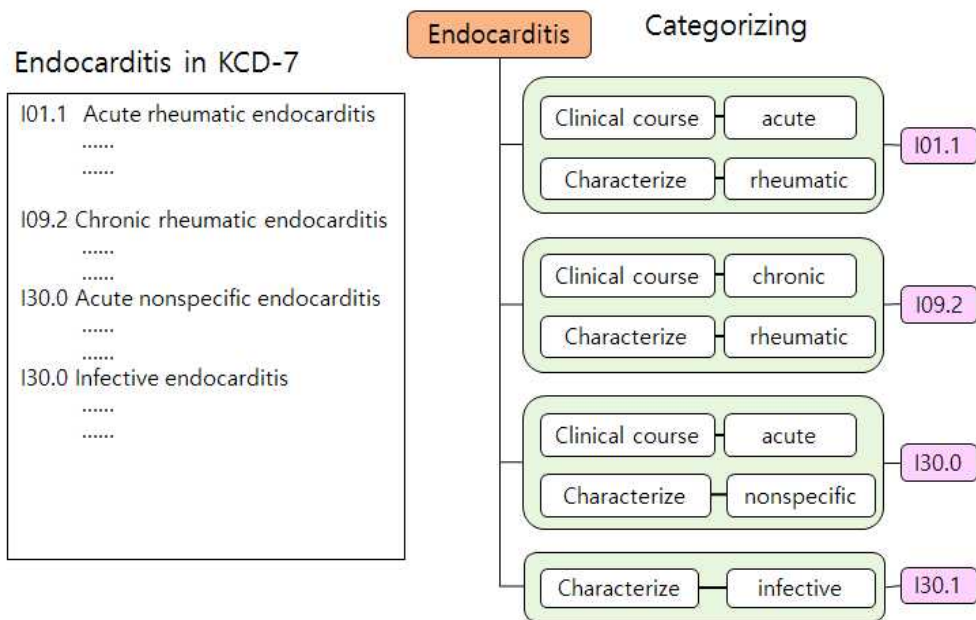 Endocarditis in KCD-7
I01.1 Acute rheumatic endocarditis
......
......
I09.2 Chronic rheumatic endocarditis
......
......
I30.0 Acute nonspecific endocarditis
......
......
I30.0 Infective endocarditis
......
......
Endocarditis
Categorizing
Clinical course acute
Characterize rheumatic
I01.1
Clinical course chronic
Characterize rheumatic
I09.2
Clinical course acute
Characterize nonspecific
I30.0
Characterize infective
I30.1